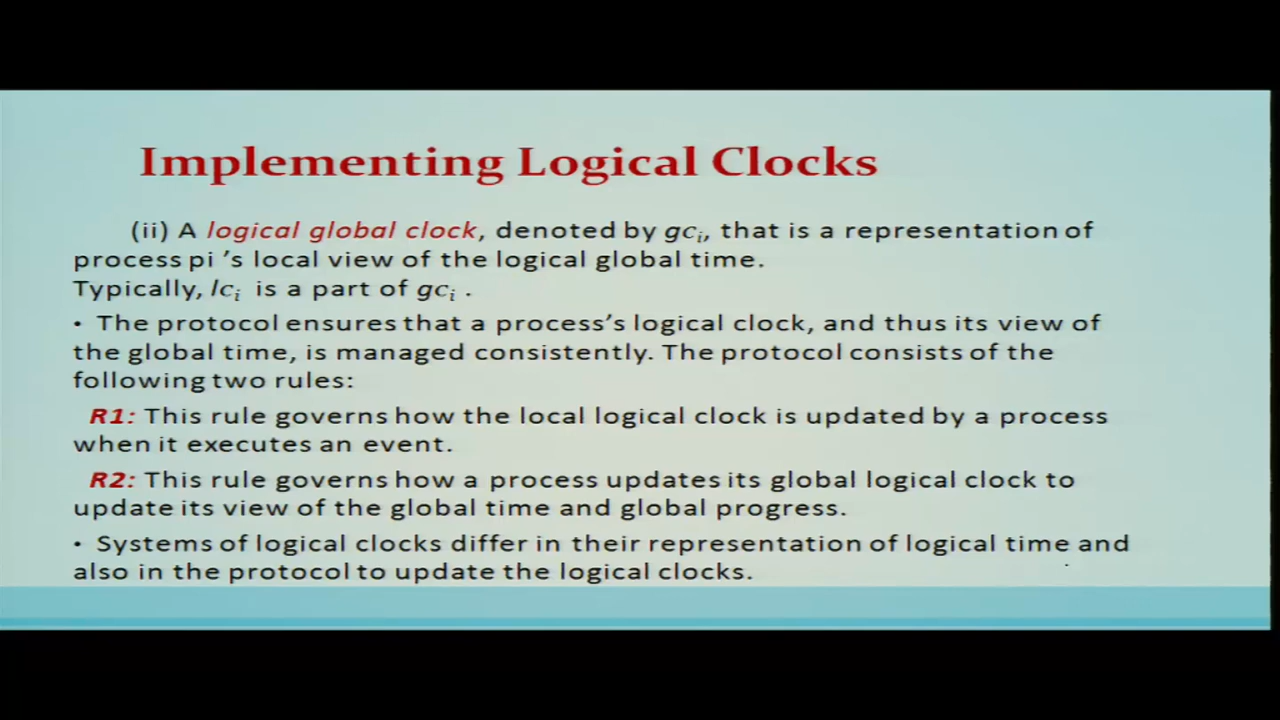 Implementing Logical Clocks
(ii) A logical global clock, denoted by gcᵢ, that is a representation of
process pi 's local view of the logical global time.
Typically, lcᵢ is a part of gcᵢ .
• The protocol ensures that a process's logical clock, and thus its view of
the global time, is managed consistently. The protocol consists of the
following two rules:
R1: This rule governs how the local logical clock is updated by a process
when it executes an event.
R2: This rule governs how a process updates its global logical clock to
update its view of the global time and global progress.
• Systems of logical clocks differ in their representation of logical time and
also in the protocol to update the logical clocks.